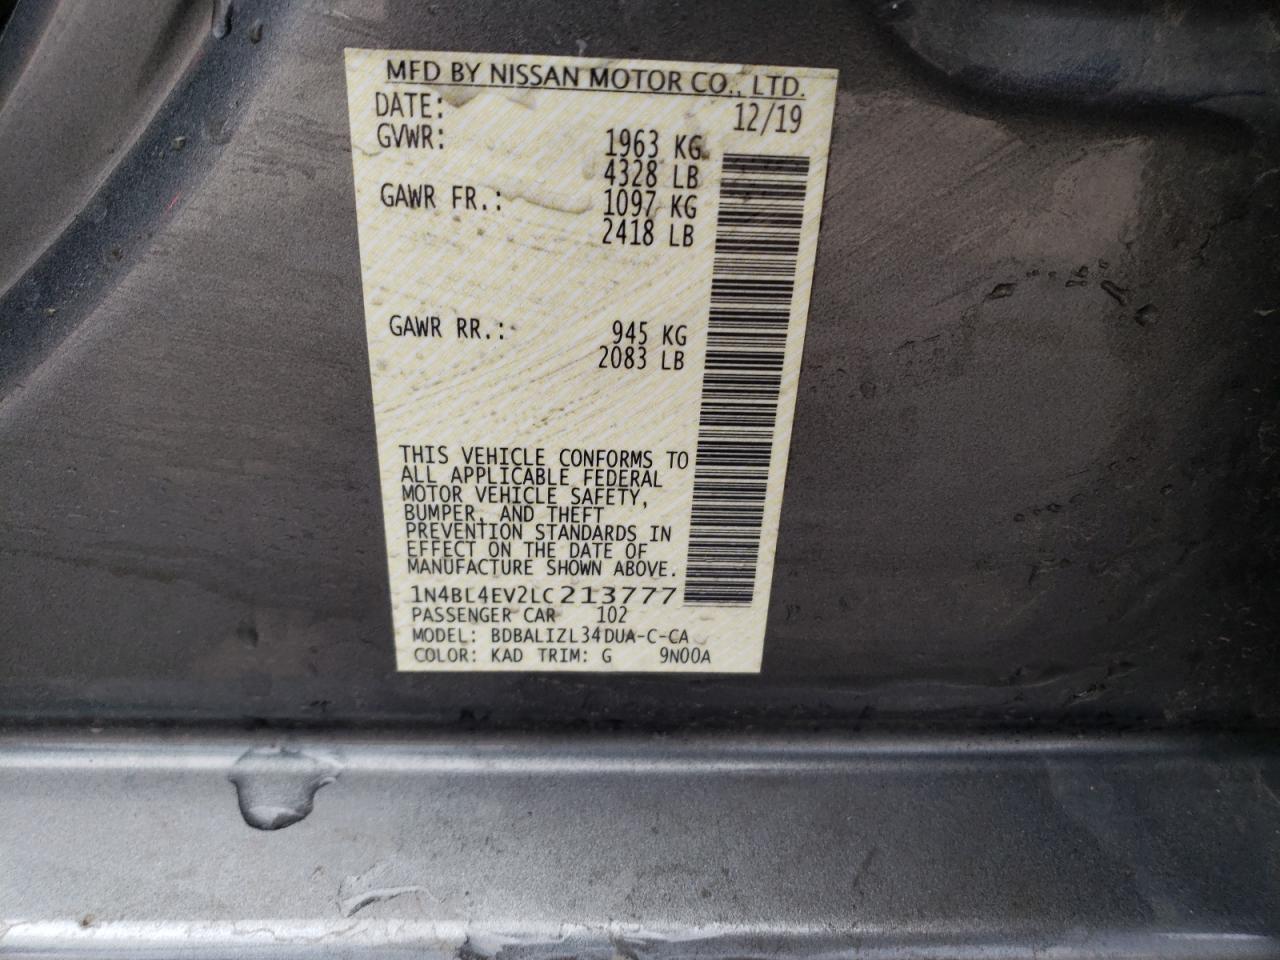 MFD BY NISSAN MOTOR CO., LTD.
DATE: 12/19
GVWR: 1963 KG
4328 LB
GAWR FR.: 1097 KG
2418 LB
GAWR RR.: 945 KG
2083 LB
THIS VEHICLE CONFORMS TO
ALL APPLICABLE FEDERAL
MOTOR VEHICLE SAFETY,
BUMPER, AND THEFT
PREVENTION STANDARDS IN
EFFECT ON THE DATE OF
MANUFACTURE SHOWN ABOVE.
1N4BL4EV2LC213777
PASSENGER CAR 102
MODEL: BDBALIZL34DUA-C-CA
COLOR: KAD TRIM: G 9N00A